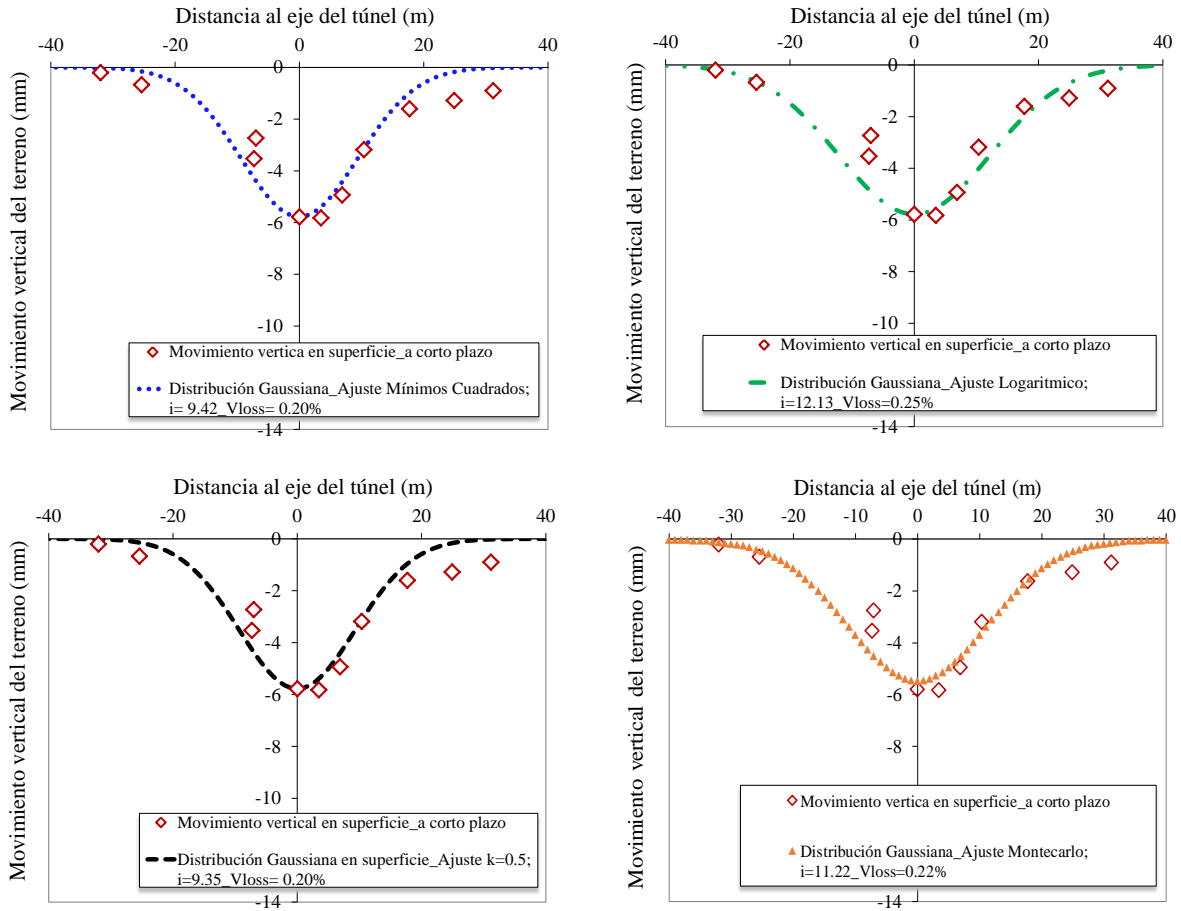 Distancia al eje del túnel (m)
-40 -20 0 20 40
Movimiento vertical del terreno (mm)
0
-2
-4
-6
-8
-10
-14
Movimiento vertica en superficie_a corto plazo
Distribución Gaussiana_Ajuste Mínimos Cuadrados;
i= 9.42_Vloss= 0.20%
Distancia al eje del túnel (m)
-40 -20 0 20 40
Movimiento vertical del terreno (mm)
0
-2
-4
-6
-8
-10
-14
Movimiento vertical en superficie_a corto plazo
Distribución Gaussiana_Ajuste Logaritmico;
i=12.13_Vloss=0.25%
Distancia al eje del túnel (m)
-40 -20 0 20 40
Movimiento vertical del terreno (mm)
0
-2
-4
-6
-8
-10
-14
Movimiento vertical en superficie_a corto plazo
Distribución Gaussiana en superficie_Ajuste k=0.5;
i=9.35_Vloss= 0.20%
Distancia al eje del túnel (m)
-40 -30 -20 -10 0 10 20 30 40
Movimiento vertical del terreno (mm)
0
-2
-4
-6
-8
-14
Movimiento vertica en superficie_a corto plazo
Distribución Gaussiana_Ajuste Montecarlo;
i=11.22_Vloss=0.22%